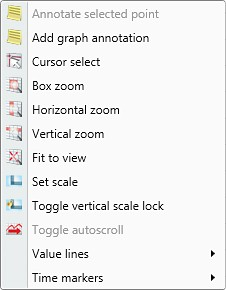 Annotate selected point
Add graph annotation
Cursor select
Box zoom
Horizontal zoom
Vertical zoom
Fit to view
Set scale
Toggle vertical scale lock
Toggle autoscroll
Value lines
Time markers